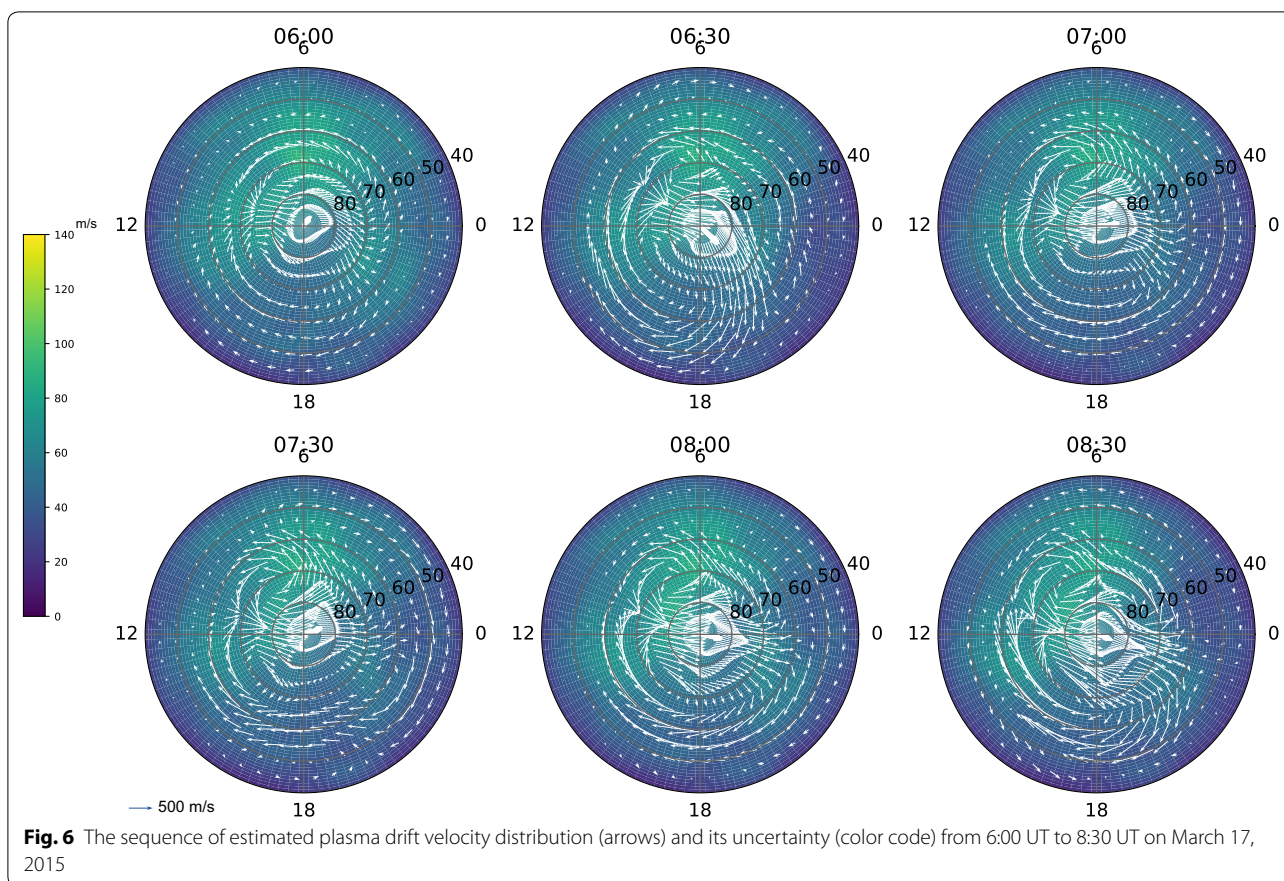 06:00 06:30 07:00
6 6 6
40 40 40
50 50 50
60 60 60
70 70 70
80 80 80
12 0 12 0 12 0
m/s
140
120
100
80
60
40
20
0
18 18 18
07:30 08:00 08:30
6 6 6
40 40 40
50 50 50
60 60 60
70 70 70
80 80 80
12 0 12 0 12 0
500 m/s
18 18 18
Fig. 6 The sequence of estimated plasma drift velocity distribution (arrows) and its uncertainty (color code) from 6:00 UT to 8:30 UT on March 17,
2015